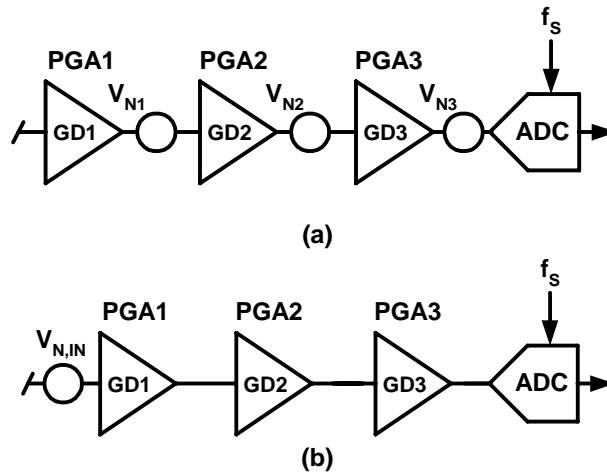 f_S
PGA1 PGA2 PGA3
V_N1 V_N2 V_N3
GD1 GD2 GD3 ADC
(a)
f_S
PGA1 PGA2 PGA3
V_N,IN
GD1 GD2 GD3 ADC
(b)